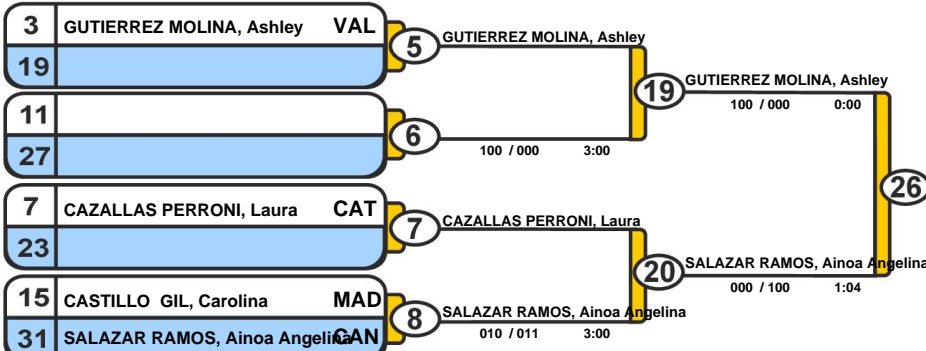 3 GUTIERREZ MOLINA, Ashley VAL
19
11
27
7 CAZALLAS PERRONI, Laura CAT
23
15 CASTILLO GIL, Carolina MAD
31 SALAZAR RAMOS, Ainoa Angelina CAN
5 GUTIERREZ MOLINA, Ashley
6
100 / 000 3:00
7 CAZALLAS PERRONI, Laura
8 SALAZAR RAMOS, Ainoa Angelina
010 / 011 3:00
19 GUTIERREZ MOLINA, Ashley
100 / 000 0:00
20 SALAZAR RAMOS, Ainoa Angelina
000 / 100 1:04
26